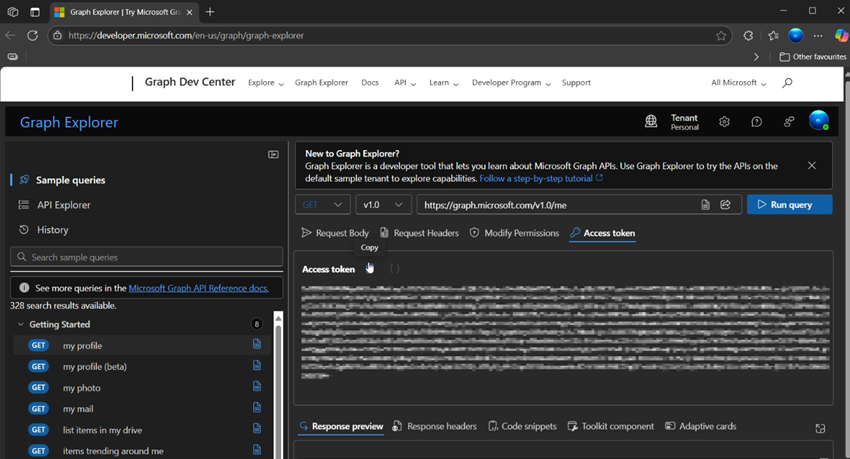 Graph Explorer | Try Microsoft Gra
https://developer.microsoft.com/en-us/graph/graph-explorer
Other favourites
Graph Dev Center
Explore
Graph Explorer
Docs
API
Learn
Developer Program
Support
All Microsoft
Graph Explorer
Tenant
Personal
Sample queries
API Explorer
History
Search sample queries
See more queries in the Microsoft Graph API Reference docs.
328 search results available.
Getting Started 8
GET my profile
GET my profile (beta)
GET my photo
GET my mail
GET list items in my drive
GET items trending around me
New to Graph Explorer?
Graph Explorer is a developer tool that lets you learn about Microsoft Graph APIs. Use Graph Explorer to try the APIs on the
default sample tenant to explore capabilities. Follow a step-by-step tutorial
GET v1.0 https://graph.microsoft.com/v1.0/me Run query
Request Body Request Headers Modify Permissions Access token
Copy
Access token
Response preview Response headers Code snippets Toolkit component Adaptive cards